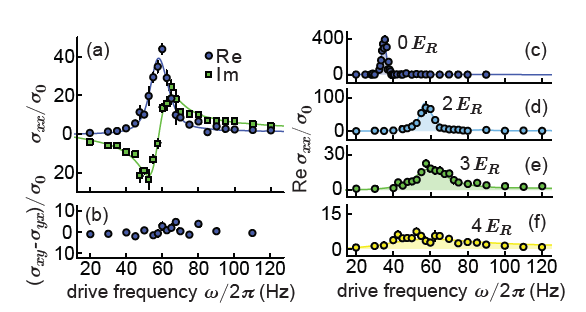 (a)
Re
Im
40
20
0
20
σxx/σ0
(b)
10
0
10
(σxy-σyx)/σ0
20 40 60 80 100 120
drive frequency ω/2π (Hz)
400
0
0 ER
(c)
100
0
2 ER
(d)
30
0
3 ER
(e)
15
0
4 ER
(f)
Re σxx/σ0
20 40 60 80 100 120
drive frequency ω/2π (Hz)